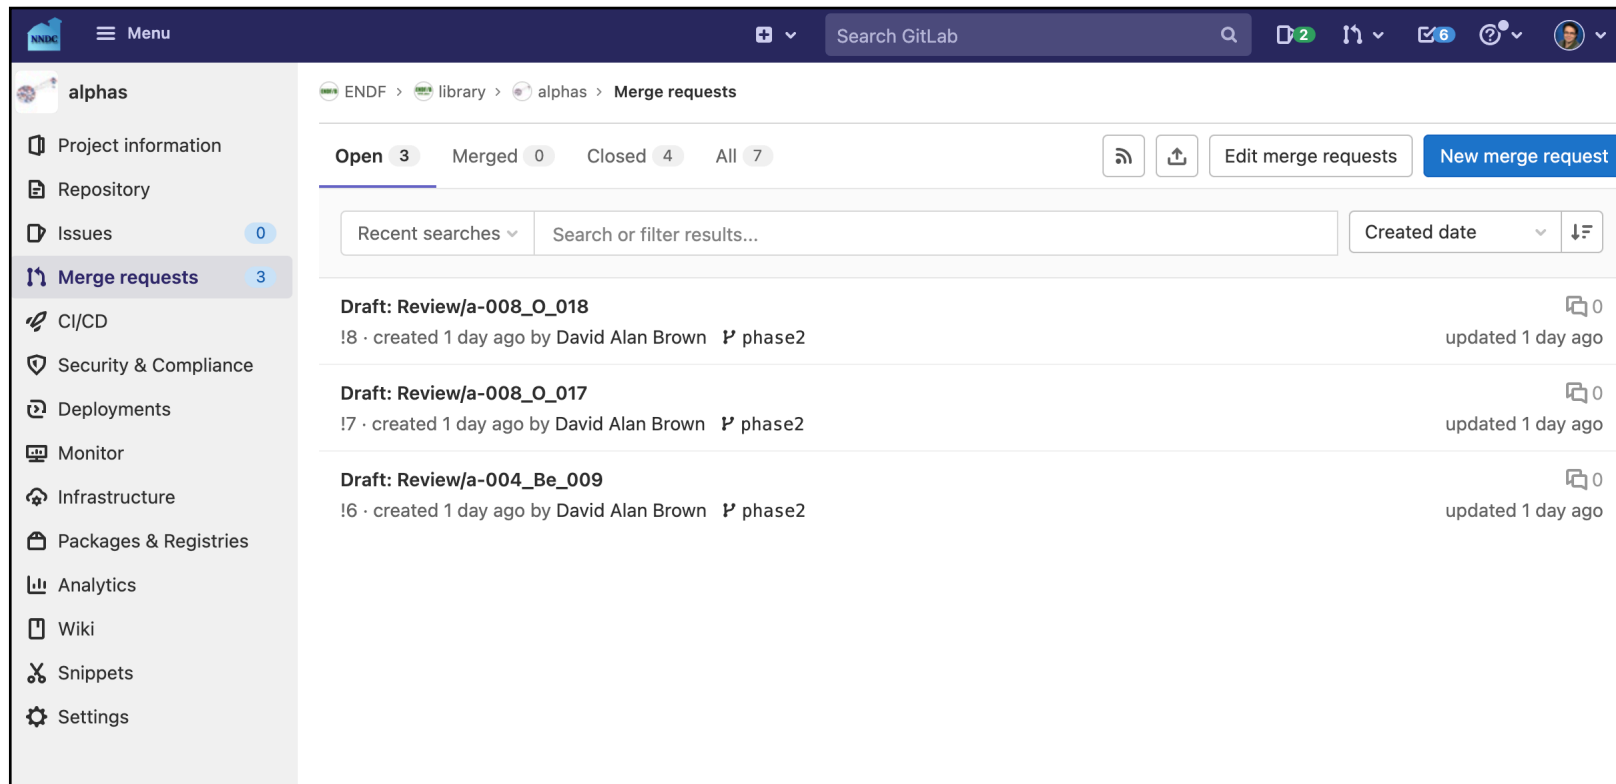 NNDC
Menu
Search GitLab
2
6
alphas
Project information
Repository
Issues 0
Merge requests 3
CI/CD
Security & Compliance
Deployments
Monitor
Infrastructure
Packages & Registries
Analytics
Wiki
Snippets
Settings
ENDF > library > alphas > Merge requests
Open 3 Merged 0 Closed 4 All 7
Edit merge requests
New merge request
Recent searches
Search or filter results...
Created date
Draft: Review/a-008_O_018
0
!8 · created 1 day ago by David Alan Brown phase2
updated 1 day ago
Draft: Review/a-008_O_017
0
!7 · created 1 day ago by David Alan Brown phase2
updated 1 day ago
Draft: Review/a-004_Be_009
0
!6 · created 1 day ago by David Alan Brown phase2
updated 1 day ago